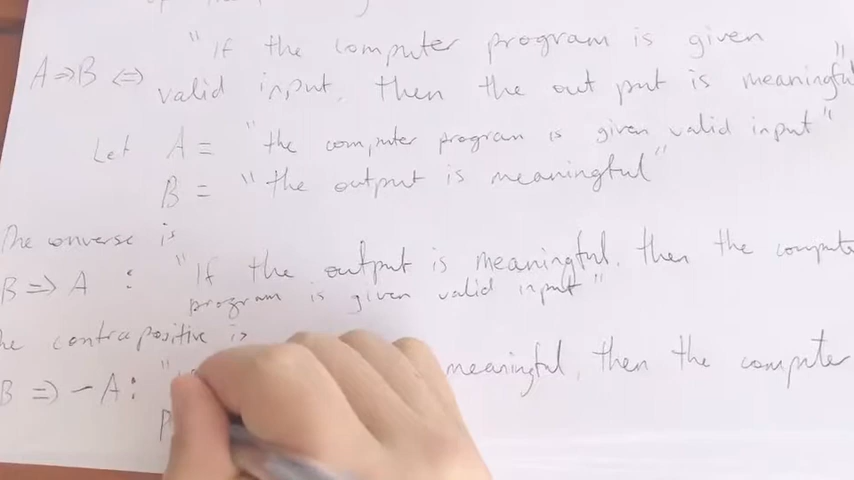 "If the computer program is given
A => B <=> valid input, then the out put is meaningful"
Let A = "the computer program is given valid input"
B = "the output is meaningful"
The converse is
B => A : "If the output is meaningful, then the computer
program is given valid input"
The contrapositive is
B => - A : " meaningful, then the computer